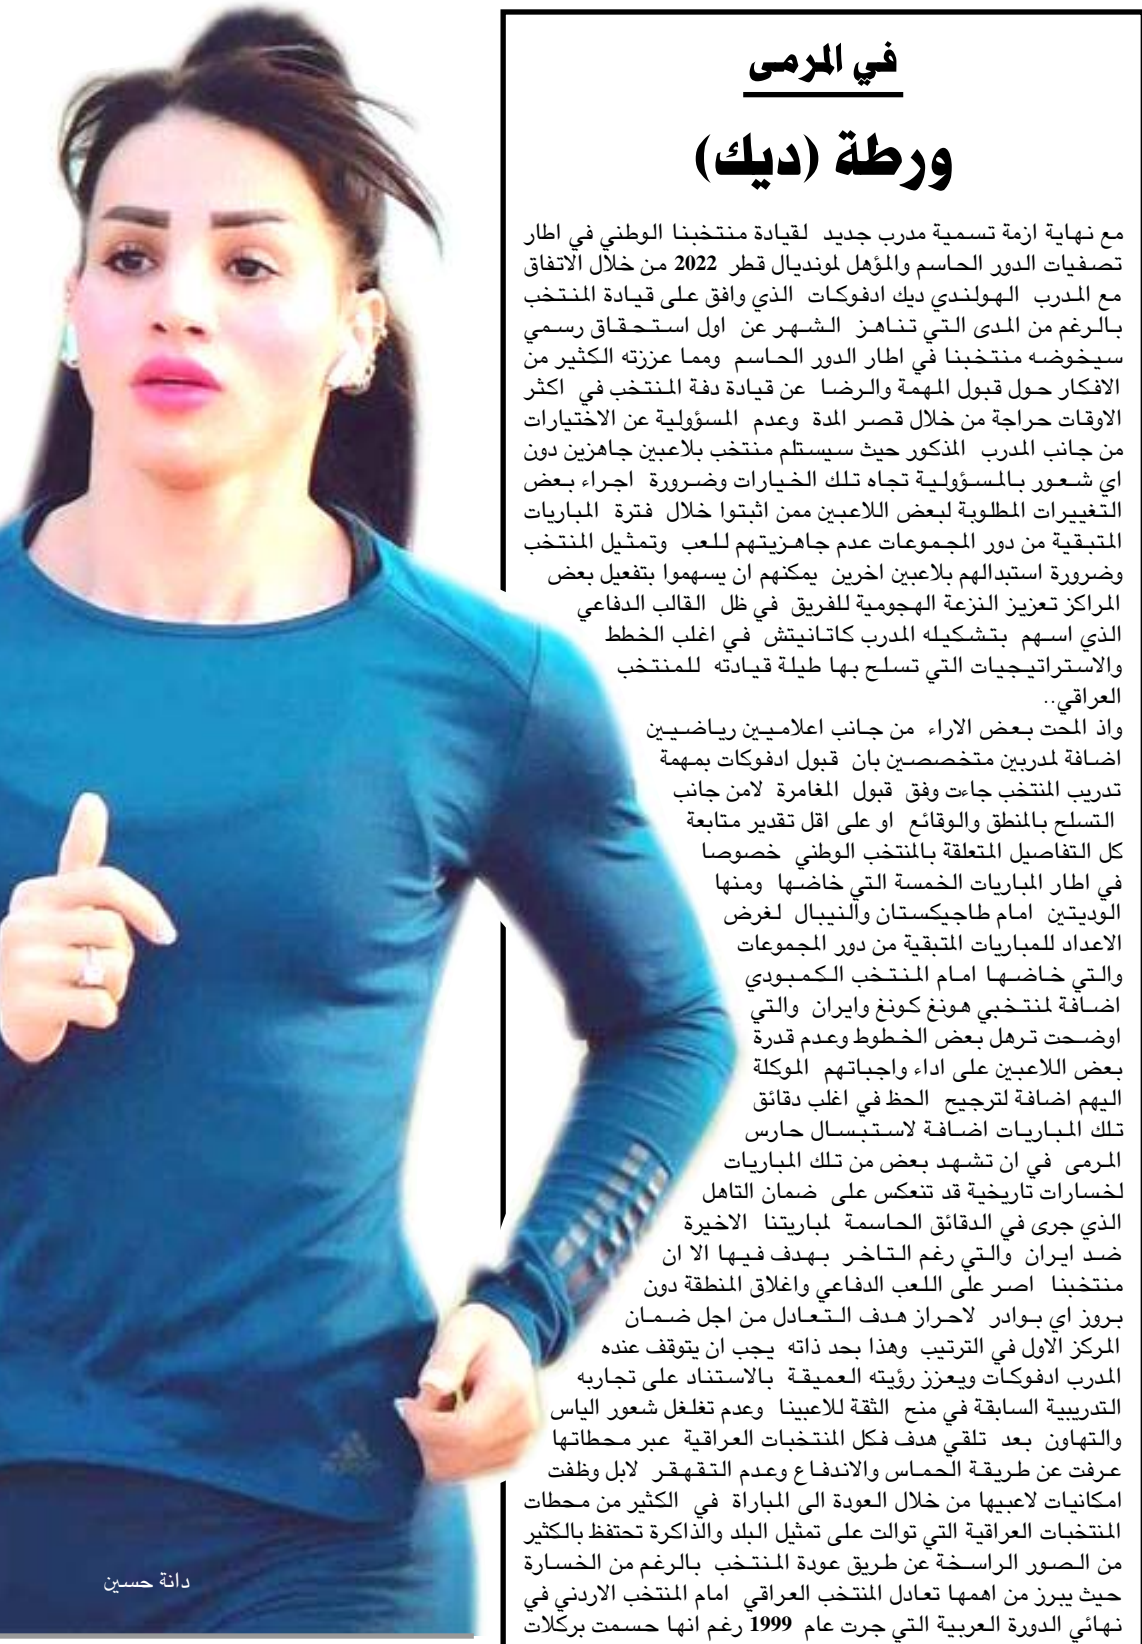 في المرمى
ورطة (ديك)
مع نهاية ازمة تسمية مدرب جديد لقيادة منتخبنا الوطني في اطار
تصفيات الدور الحاسم والمؤهل لمونديال قطر 2022 من خلال الاتفاق
مع المدرب الهولندي ديك ادفوكات الذي وافق على قيادة المنتخب
بالرغم من المدى التي تناهز الشهر عن اول استحقاق رسمي
سيخوضه منتخبنا في اطار الدور الحاسم ومما عززته الكثير من
الافكار حول قبول المهمة والرضا عن قيادة دفة المنتخب في اكثر
الاوقات حراجة من خلال قصر المدة وعدم المسؤولية عن الاختيارات
من جانب المدرب المذكور حيث سيستلم منتخب بلاعبين جاهزين دون
اي شعور بالمسؤولية تجاه تلك الخيارات وضرورة اجراء بعض
التغييرات المطلوبة لبعض اللاعبين ممن اثبتوا خلال فترة المباريات
المتبقية من دور المجموعات عدم جاهزيتهم للعب وتمثيل المنتخب
وضرورة استبدالهم بلاعبين اخرين يمكنهم ان يسهموا بتفعيل بعض
المراكز تعزيز النزعة الهجومية للفريق في ظل القالب الدفاعي
الذي اسهم بتشكيله المدرب كاتانيتش في اغلب الخطط
والاستراتيجيات التي تسلح بها طيلة قيادته للمنتخب
العراقي..
واذ المحت بعض الاراء من جانب اعلاميين رياضيين
اضافة لمدربين متخصصين بان قبول ادفوكات بمهمة
تدريب المنتخب جاءت وفق قبول المغامرة لامن جانب
التسلح بالمنطق والوقائع او على اقل تقدير متابعة
كل التفاصيل المتعلقة بالمنتخب الوطني خصوصا
في اطار المباريات الخمسة التي خاضها ومنها
الوديتين امام طاجيكستان والنيبال لغرض
الاعداد للمباريات المتبقية من دور المجموعات
والتي خاضها امام المنتخب الكمبودي
اضافة لمنتخبي هونغ كونغ وايران والتي
اوضحت ترهل بعض الخطوط وعدم قدرة
بعض اللاعبين على اداء واجباتهم الموكلة
اليهم اضافة لترجيح الحظ في اغلب دقائق
تلك المباريات اضافة لاستبسال حارس
المرمى في ان تشهد بعض من تلك المباريات
لخسارات تاريخية قد تنعكس على ضمان التاهل
الذي جرى في الدقائق الحاسمة لمباريتنا الاخيرة
ضد ايران والتي رغم التاخر بهدف فيها الا ان
منتخبنا اصر على اللعب الدفاعي واغلاق المنطقة دون
بروز اي بوادر لاحراز هدف التعادل من اجل ضمان
المركز الاول في الترتيب وهذا بحد ذاته يجب ان يتوقف عنده
المدرب ادفوكات ويعزز رؤيته العميقة بالاستناد على تجاربه
التدريبية السابقة في منح الثقة للاعبينا وعدم تغلغل شعور الياس
والتهاون بعد تلقي هدف فكل المنتخبات العراقية عبر محطاتها
عرفت عن طريقة الحماس والاندفاع وعدم التقهقر لابل وظفت
امكانيات لاعبيها من خلال العودة الى المباراة في الكثير من محطات
المنتخبات العراقية التي توالت على تمثيل البلد والذاكرة تحتفظ بالكثير
من الصور الراسخة عن طريق عودة المنتخب بالرغم من الخسارة
حيث يبرز من اهمها تعادل المنتخب العراقي امام المنتخب الاردني في
نهائي الدورة العربية التي جرت عام 1999 رغم انها حسمت بركلات
دانة حسين